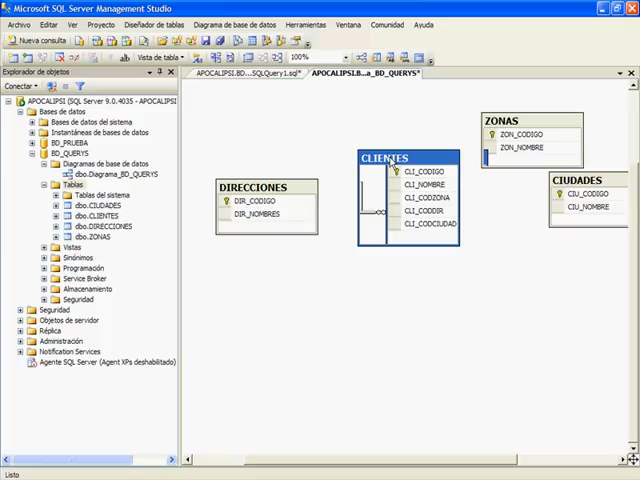 Microsoft SQL Server Management Studio
Archivo Editar Ver Proyecto Diseñador de tablas Diagrama de base de datos Herramientas Ventana Comunidad Ayuda
Nueva consulta
Vista de tabla 100%
Explorador de objetos
APOCALIPSI.BD...SQLQuery1.sql* APOCALIPSI.B...a_BD_QUERYS*
Conectar
APOCALIPSI (SQL Server 9.0.4035 - APOCALIPSI
Bases de datos
Bases de datos del sistema
Instantáneas de bases de datos
BD_PRUEBA
BD_QUERYS
Diagramas de base de datos
dbo.Diagrama_BD_QUERYS
Tablas
Tablas del sistema
dbo.CIUDADES
dbo.CLIENTES
dbo.DIRECCIONES
dbo.ZONAS
Vistas
Sinónimos
Programación
Service Broker
Almacenamiento
Seguridad
Seguridad
Objetos de servidor
Réplica
Administración
Notification Services
Agente SQL Server (Agent XPs deshabilitado)
DIRECCIONES
DIR_CODIGO
DIR_NOMBRES
CLIENTES
CLI_CODIGO
CLI_NOMBRE
CLI_CODZONA
CLI_CODDIR
CLI_CODCIUDAD
ZONAS
ZON_CODIGO
ZON_NOMBRE
CIUDADES
CIU_CODIGO
CIU_NOMBRE
Listo